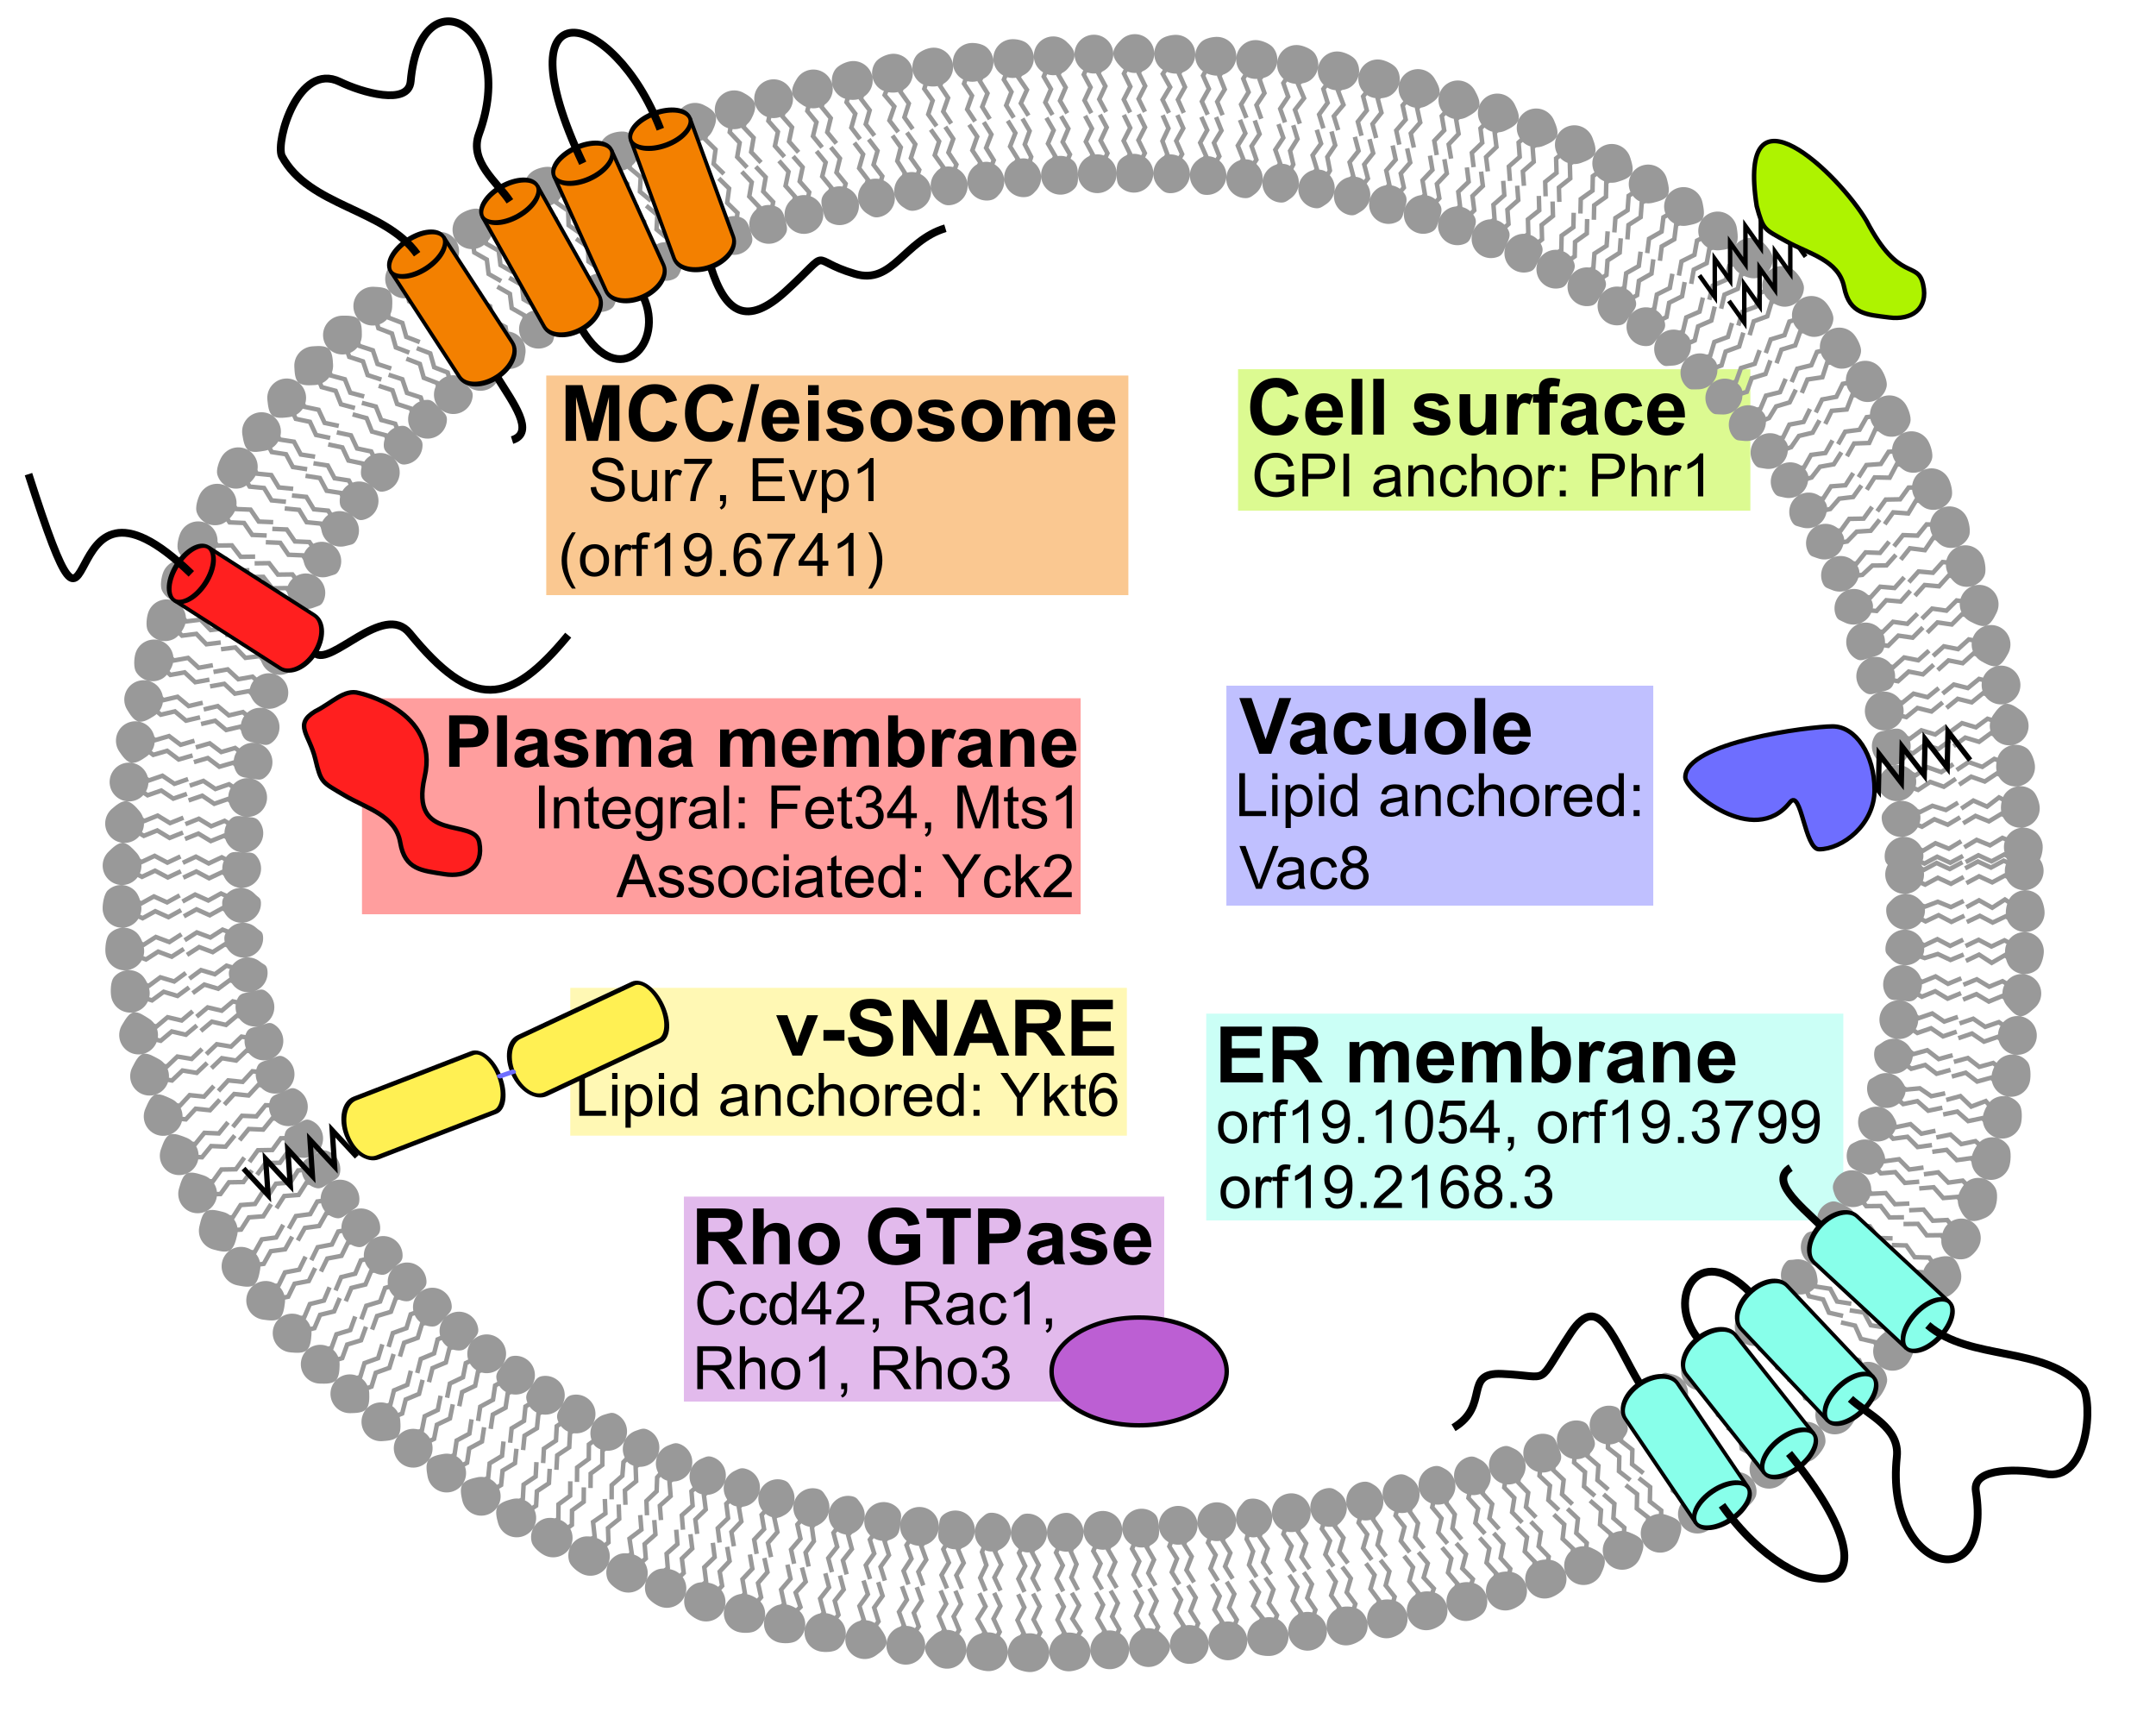 MCC/eisosome
Sur7, Evp1
(orf19.6741)
Cell surface
GPI anchor: Phr1
Plasma membrane
Integral: Fet34, Mts1
Associated: Yck2
Vacuole
Lipid anchored:
Vac8
v-SNARE
Lipid anchored: Ykt6
ER membrane
orf19.1054, orf19.3799
orf19.2168.3
Rho GTPase
Ccd42, Rac1,
Rho1, Rho3